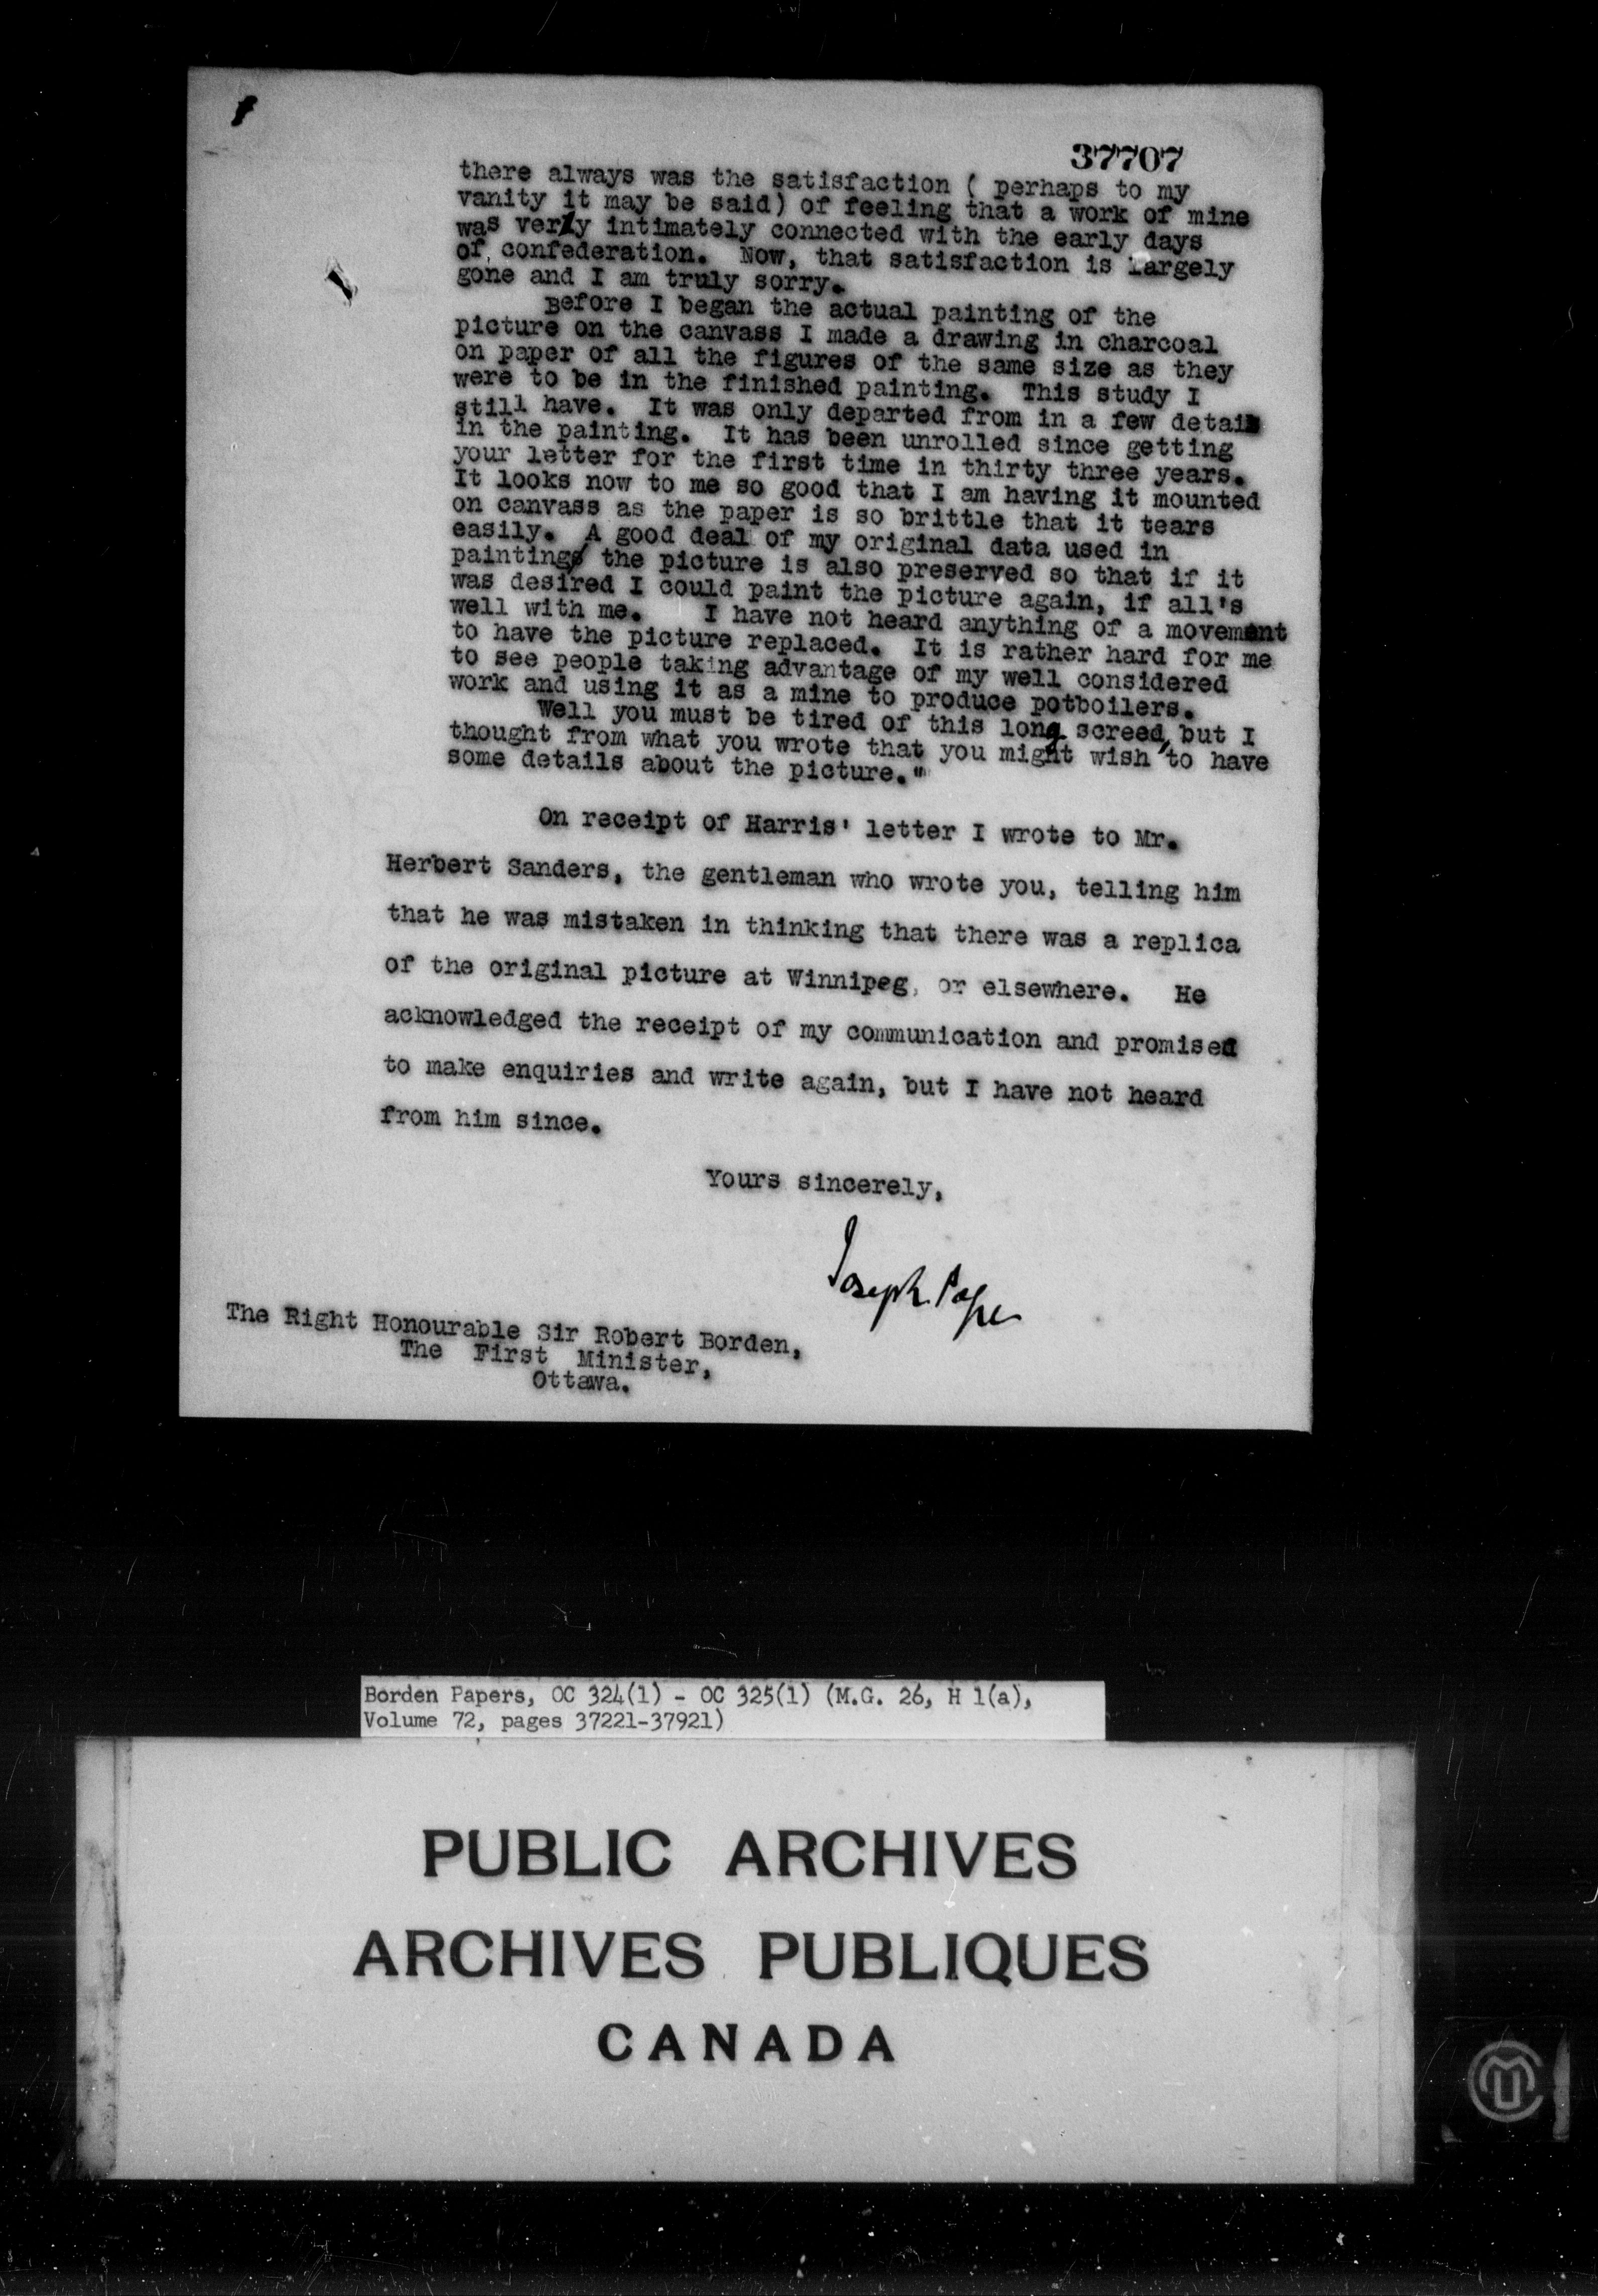 37707
there always was the satisfaction ( perhaps to my
vanity it may be said) of feeling that a work of mine
was very intimately connected with the early days
of confederation. Now, that satisfaction is largely
gone and I am truly sorry.
Before I began the actual painting of the
picture on the canvass I made a drawing in charcoal
on paper of all the figures of the same size as they
were to be in the finished painting. This study I
still have. It was only departed from in a few details
in the painting. It has been unrolled since getting
your letter for the first time in thirty three years.
It looks now to me so good that I am having it mounted
on canvass as the paper is so brittle that it tears
easily. A good deal of my original data used in
painting the picture is also preserved so that if it
was desired I could paint the picture again, if all's
well with me. I have not heard anything of a movement
to have the picture replaced. It is rather hard for me
to see people taking advantage of my well considered
work and using it as a mine to produce potboilers.
Well you must be tired of this long screed, but I
thought from what you wrote that you might wish to have
some details about the picture."
On receipt of Harris' letter I wrote to Mr.
Herbert Sanders, the gentleman who wrote you, telling him
that he was mistaken in thinking that there was a replica
of the original picture at Winnipeg, or elsewhere. He
acknowledged the receipt of my communication and promised
to make enquiries and write again, but I have not heard
from him since.
Yours sincerely,
Joseph Pope
The Right Honourable Sir Robert Borden,
The First Minister,
Ottawa.
Borden Papers, OC 324(1) - OC 325(1) (M.G. 26, H 1(a),
Volume 72, pages 37221-37921)
PUBLIC ARCHIVES
ARCHIVES PUBLIQUES
CANADA